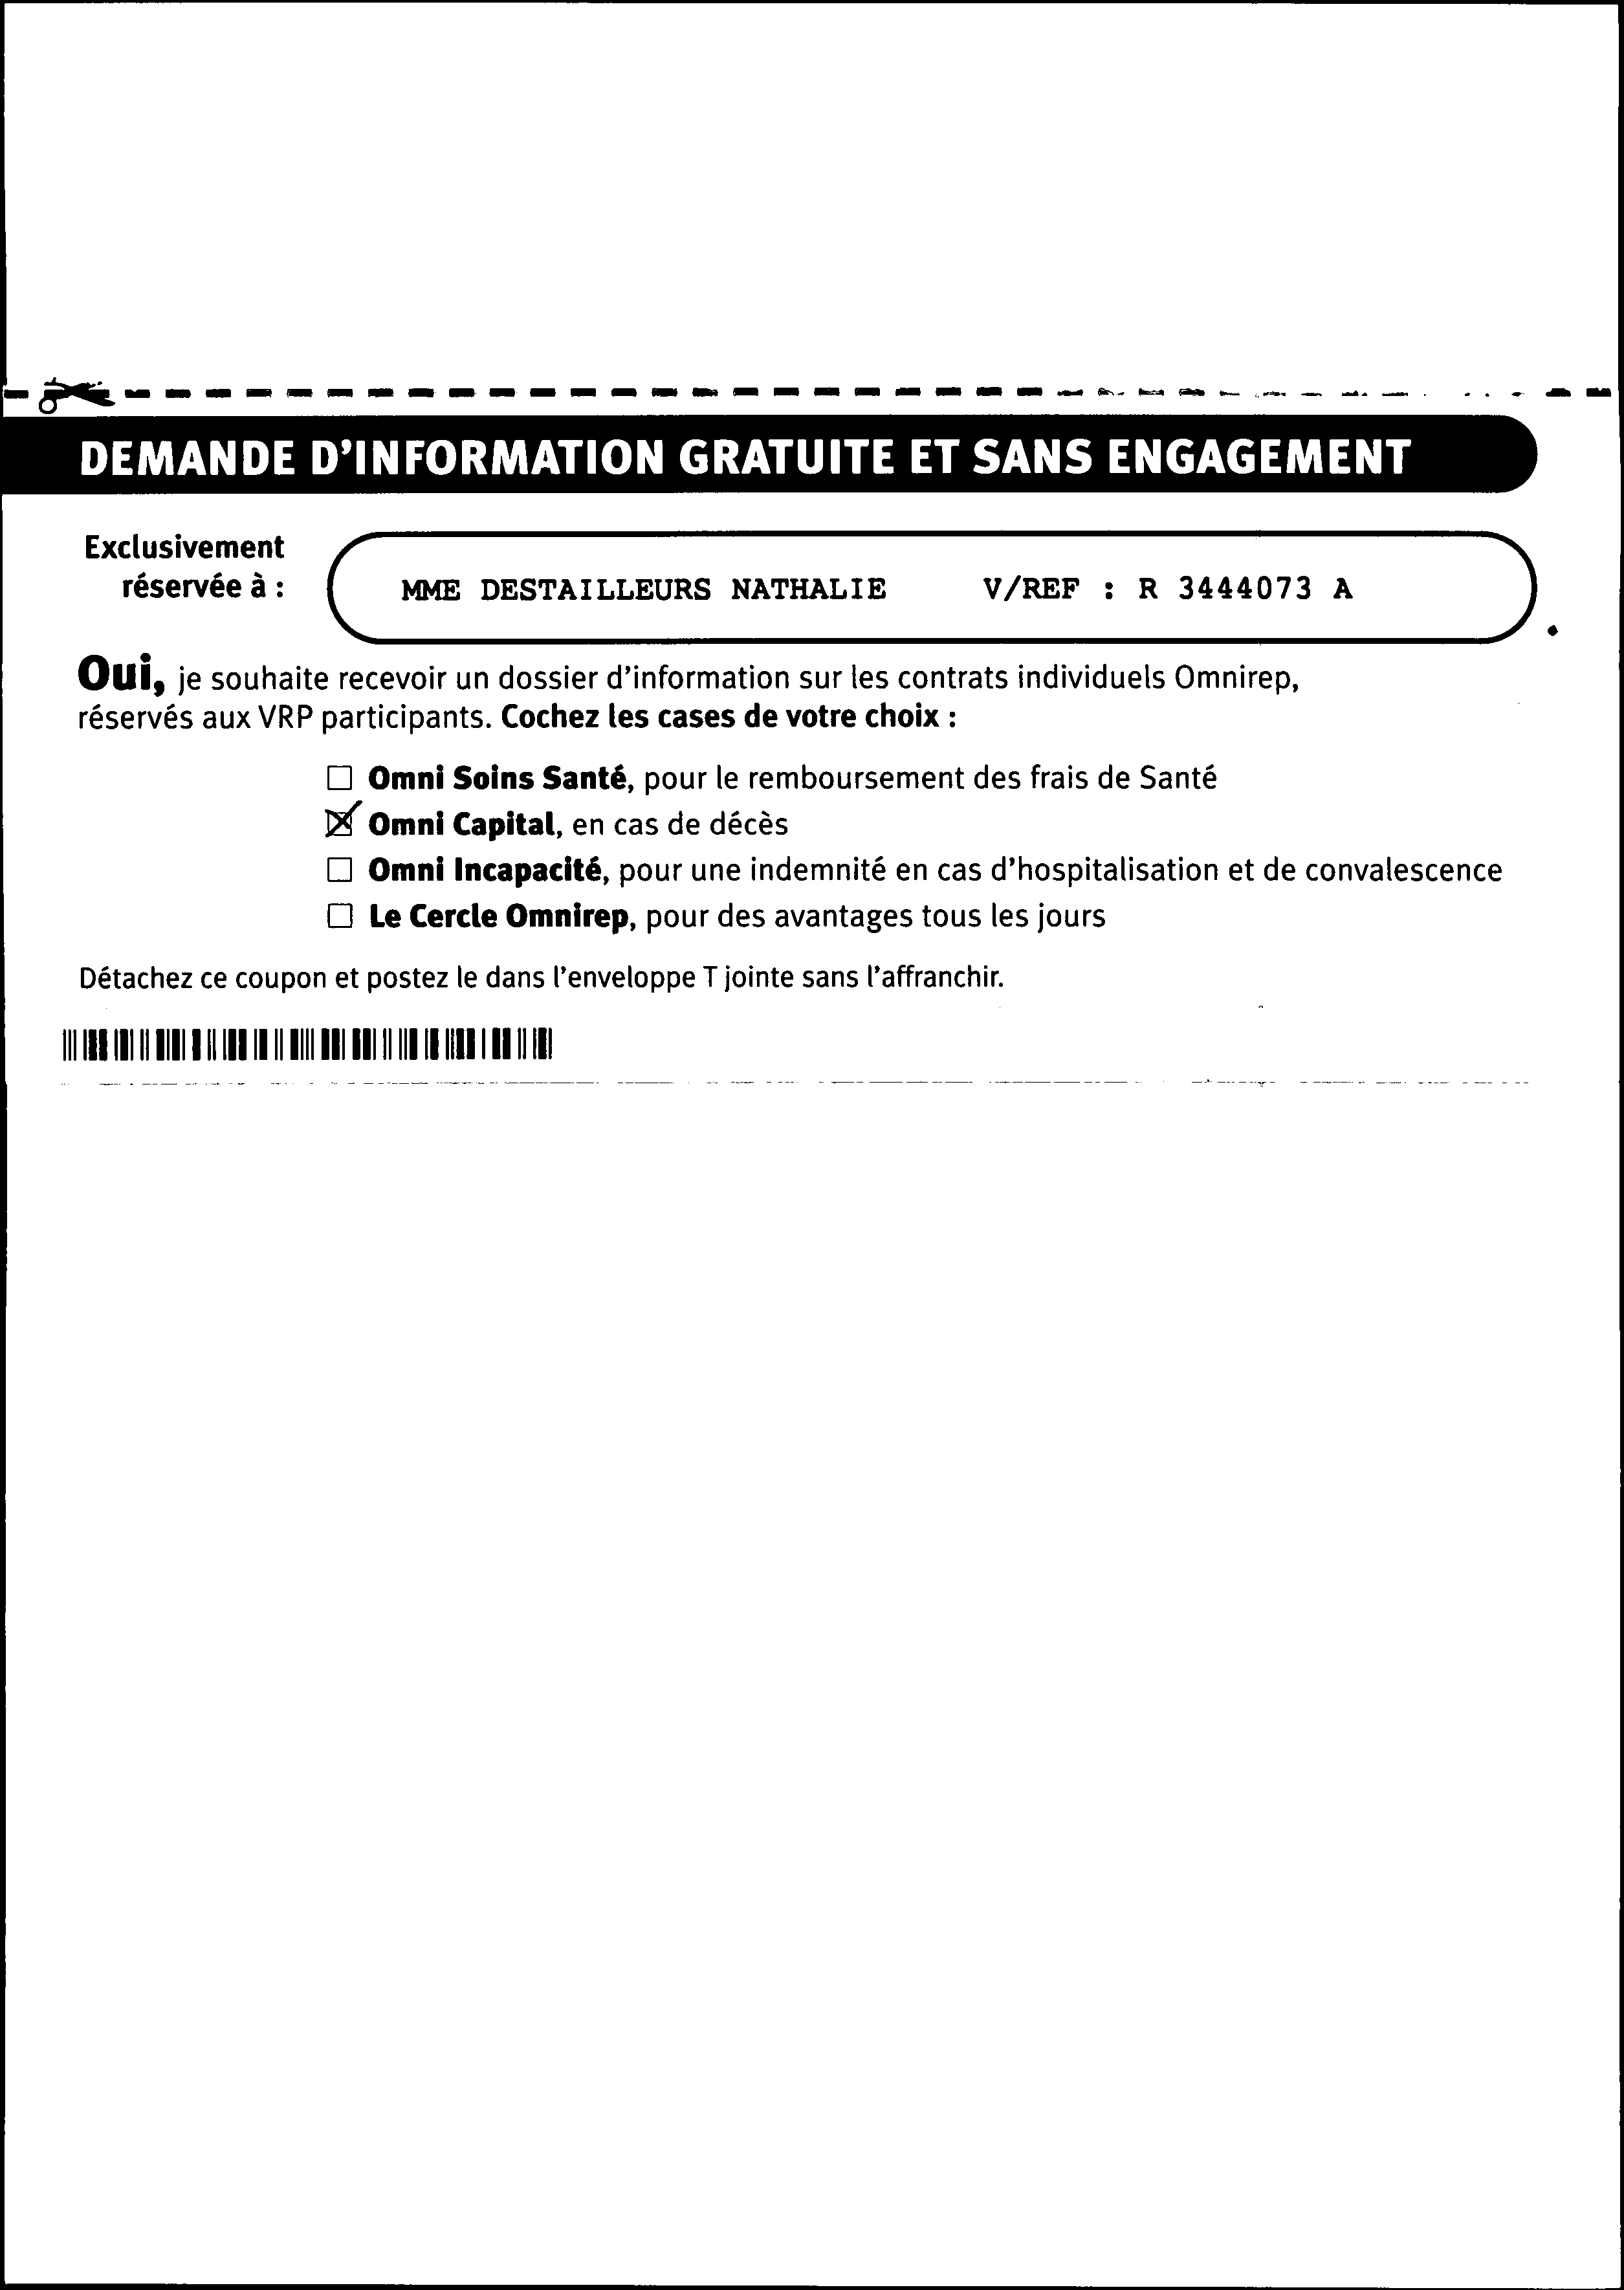 DEMANDE D'INFORMATION GRATUITE ET SANS ENGAGEMENT
Exclusivement
réservée à :
MME DESTAILLEURS NATHALIE V/REF : R 3444073 A
Oui, je souhaite recevoir un dossier d'information sur les contrats individuels Omnirep,
réservés aux VRP participants. Cochez les cases de votre choix :
☐ Omni Soins Santé, pour le remboursement des frais de Santé
☒ Omni Capital, en cas de décès
☐ Omni Incapacité, pour une indemnité en cas d'hospitalisation et de convalescence
☐ Le Cercle Omnirep, pour des avantages tous les jours
Détachez ce coupon et postez le dans l'enveloppe T jointe sans l'affranchir.